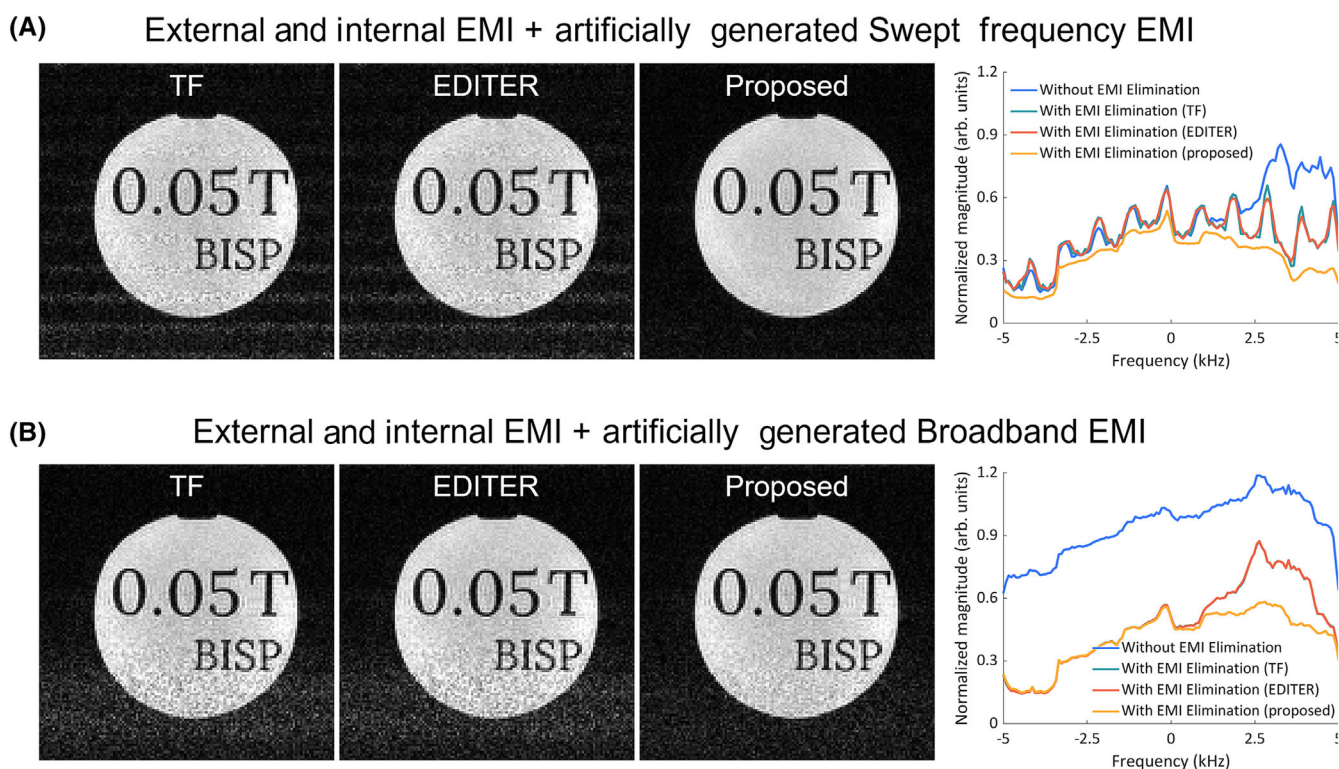 (A) External and internal EMI + artificially generated Swept frequency EMI
TF
EDITER
Proposed
0.05T
BISP
0.05T
BISP
0.05T
BISP
Normalized magnitude (arb. units)
1.2
0.9
0.6
0.3
0
Without EMI Elimination
With EMI Elimination (TF)
With EMI Elimination (EDITER)
With EMI Elimination (proposed)
-5 -2.5 0 2.5 5
Frequency (kHz)
(B) External and internal EMI + artificially generated Broadband EMI
TF
EDITER
Proposed
0.05T
BISP
0.05T
BISP
0.05T
BISP
Normalized magnitude (arb. units)
1.2
0.9
0.6
0.3
0
Without EMI Elimination
With EMI Elimination (TF)
With EMI Elimination (EDITER)
With EMI Elimination (proposed)
-5 -2.5 0 2.5 5
Frequency (kHz)